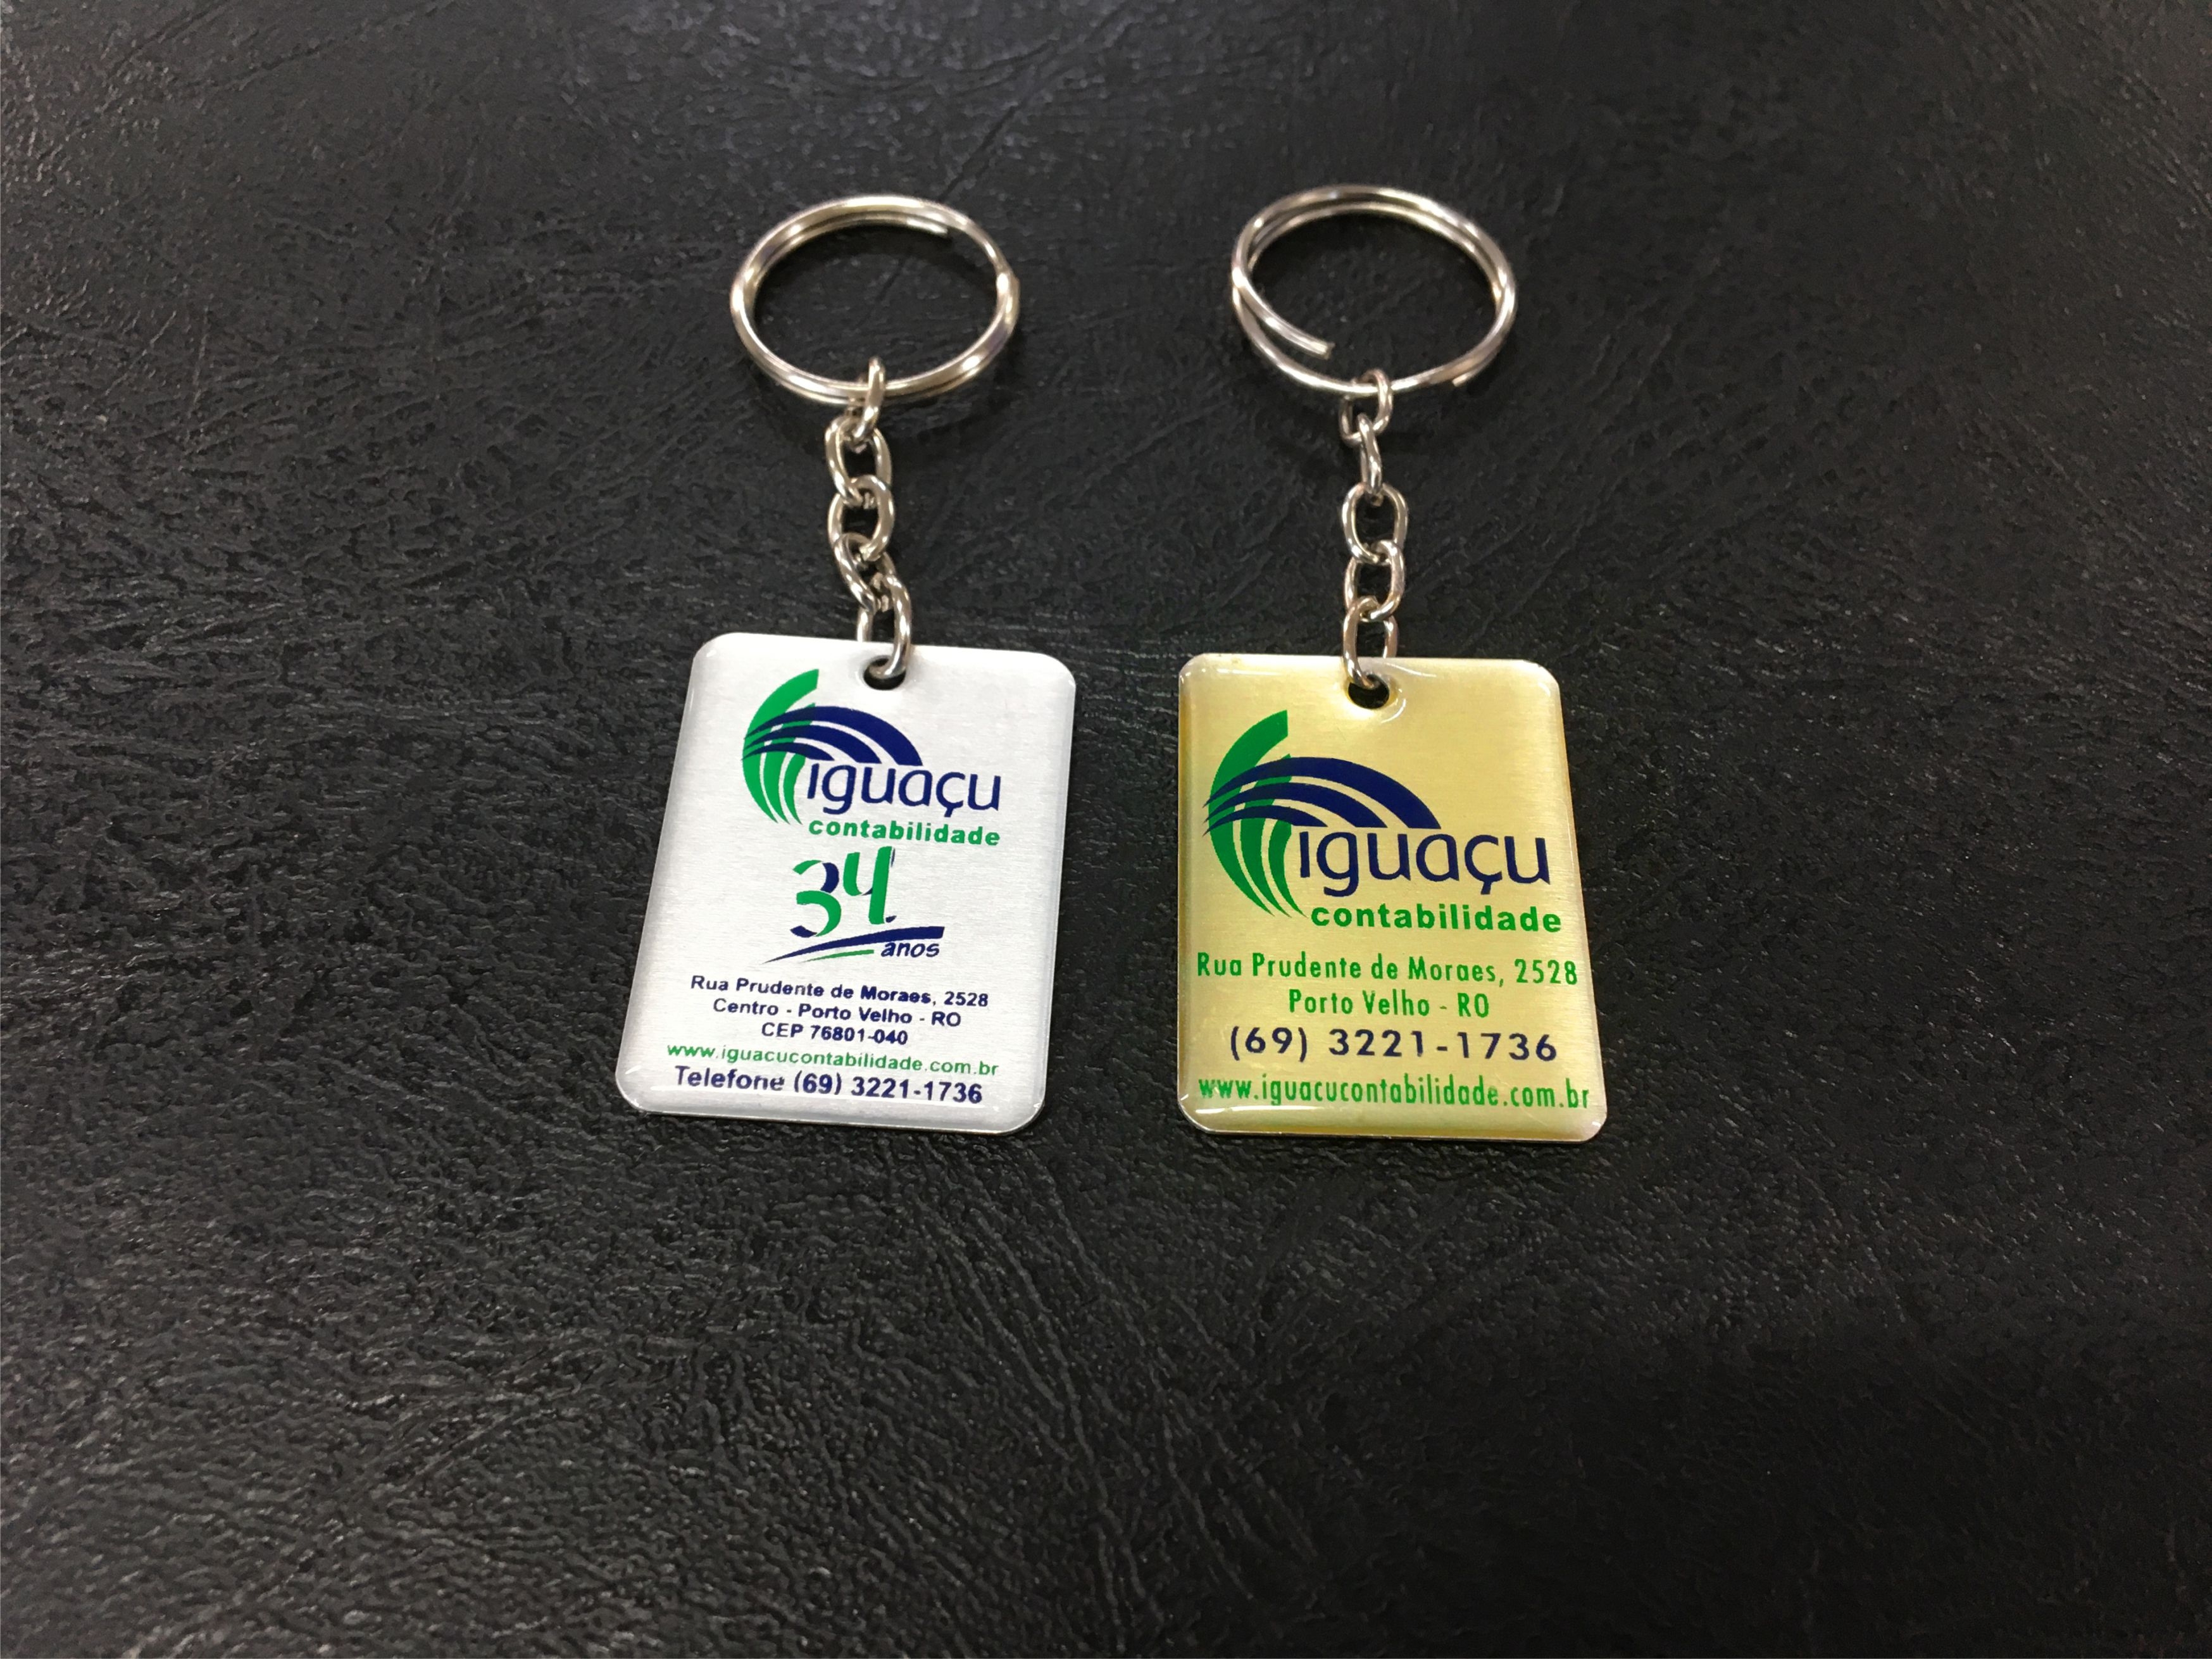 iguaçu
contabilidade
34
anos
Rua Prudente de Moraes, 2528
Centro - Porto Velho - RO
CEP 76801-040
www.iguacucontabilidade.com.br
Telefone (69) 3221-1736
iguaçu
contabilidade
Rua Prudente de Moraes, 2528
Porto Velho - RO
(69) 3221-1736
www.iguacucontabilidade.com.br